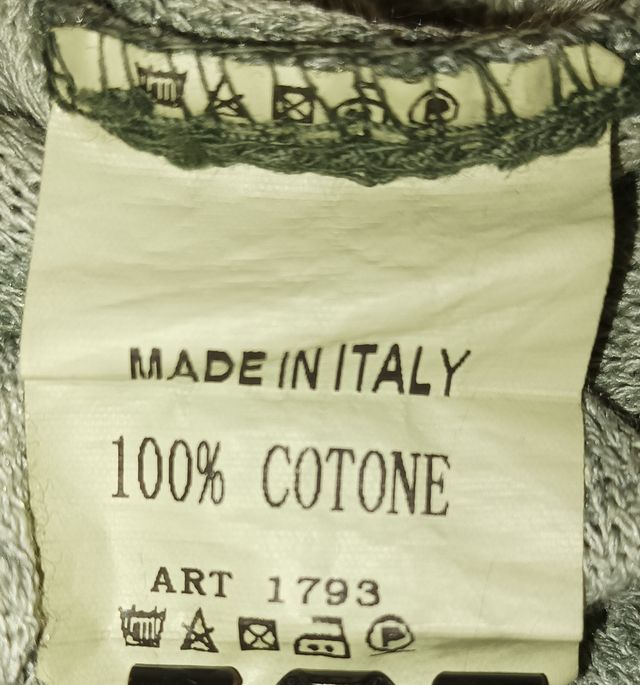 MADE IN ITALY
100% COTONE
ART 1793
P